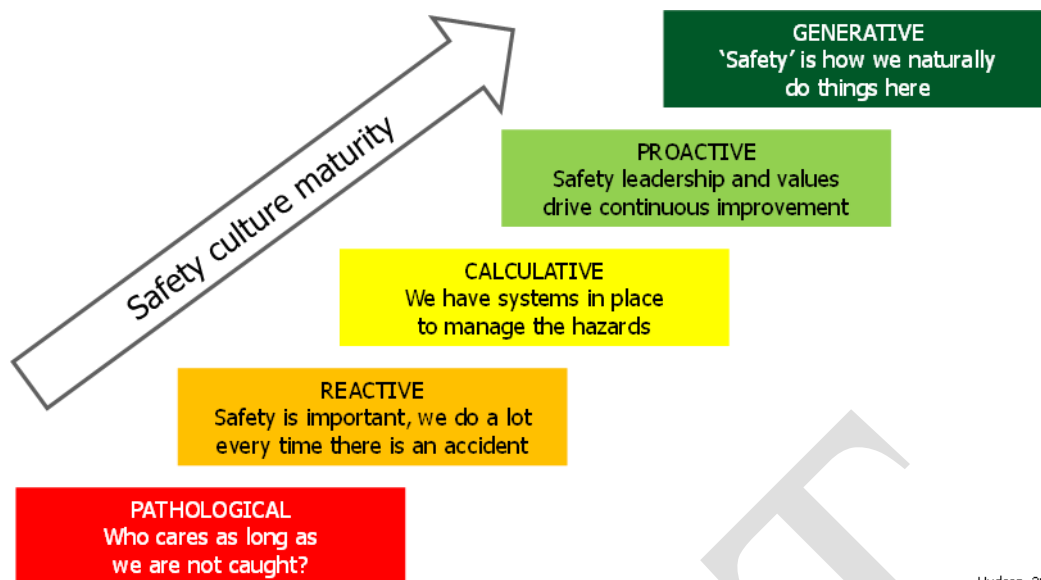 GENERATIVE
‘Safety’ is how we naturally
do things here
PROACTIVE
Safety leadership and values
drive continuous improvement
Safety culture maturity
CALCULATIVE
We have systems in place
to manage the hazards
REACTIVE
Safety is important, we do a lot
every time there is an accident
PATHOLOGICAL
Who cares as long as
we are not caught?
T